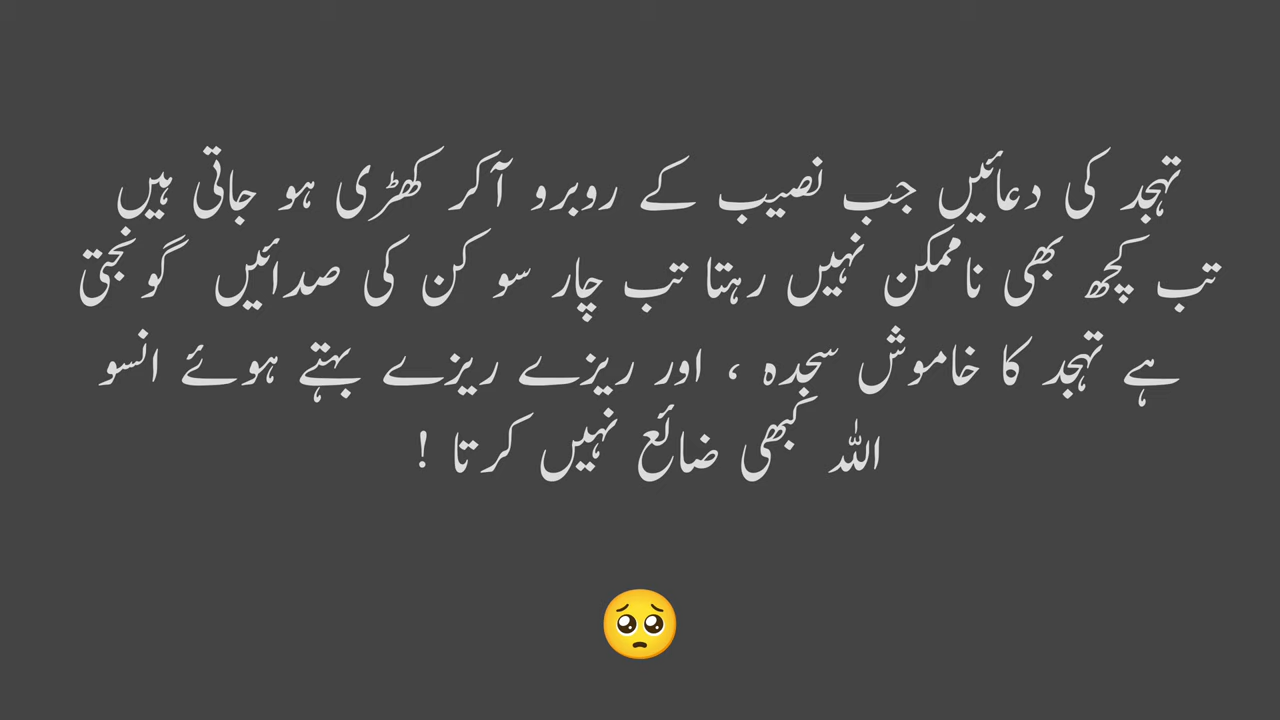 تہجد کی دعائیں جب نصیب کے روبرو آکر کھڑی ہو جاتی ہیں
تب کچھ بھی ناممکن نہیں رہتا تب چار سو کن کی صدائیں گونجتی
ہے تہجد کا خاموش سجدہ ، اور ریزے ریزے بہتے ہوئے انسو
اللہ کبھی ضائع نہیں کرتا !
🥺